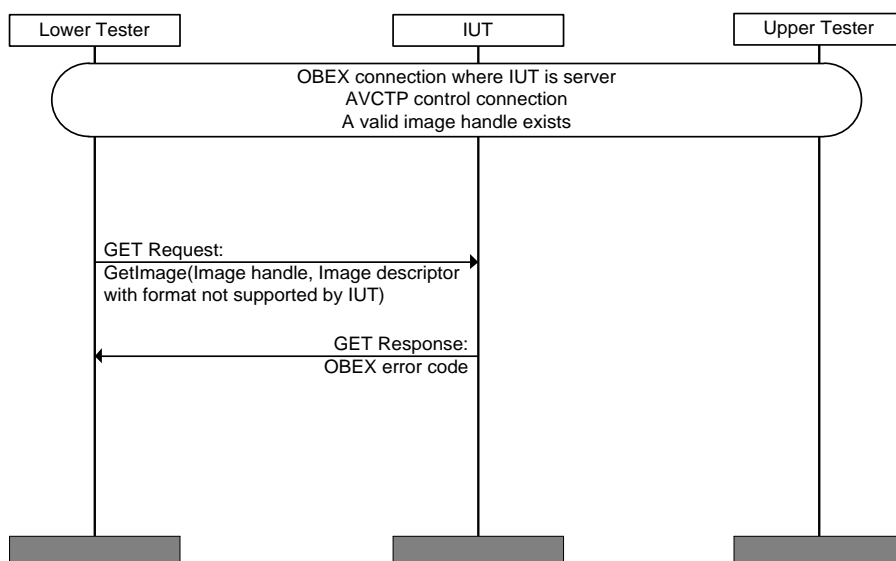 Lower Tester
IUT
Upper Tester
OBEX connection where IUT is server
AVCTP control connection
A valid image handle exists
GET Request:
GetImage(Image handle, Image descriptor
with format not supported by IUT)
GET Response:
OBEX error code